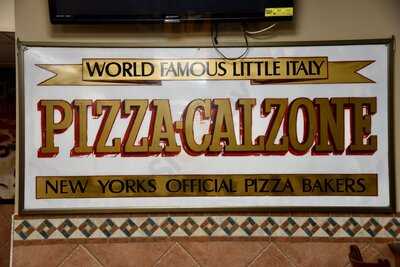 WORLD FAMOUS LITTLE ITALY
PIZZA-CALZONE
NEW YORKS OFFICIAL PIZZA BAKERS